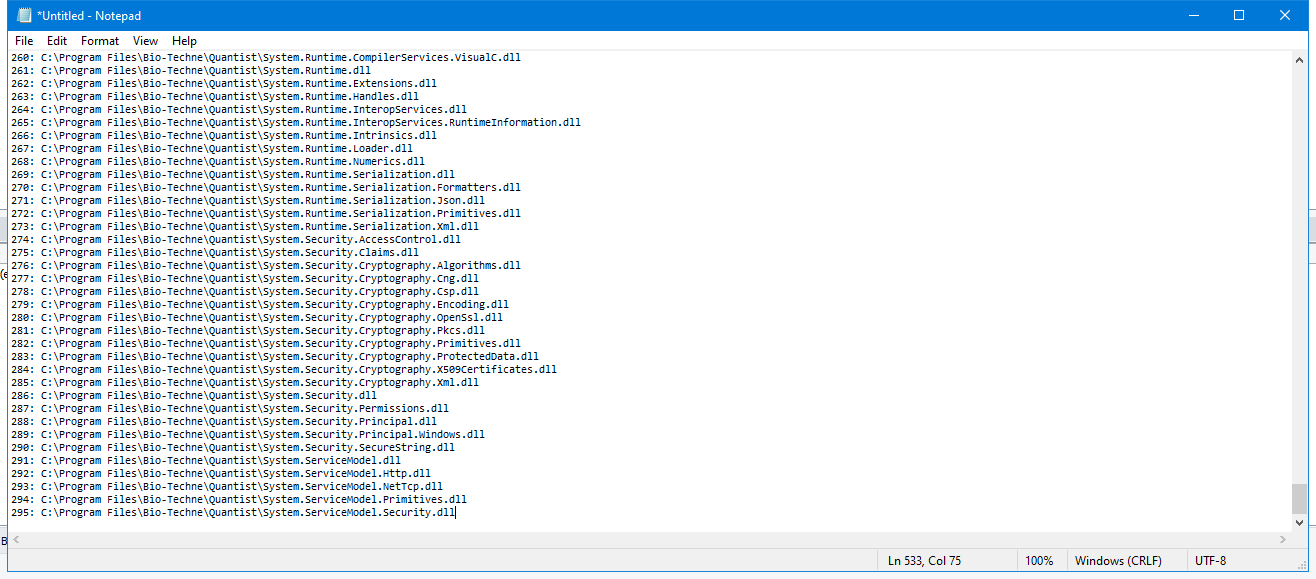 *Untitled - Notepad
File Edit Format View Help
260: C:\Program Files\Bio-Techne\Quantist\System.Runtime.CompilerServices.VisualC.dll
261: C:\Program Files\Bio-Techne\Quantist\System.Runtime.dll
262: C:\Program Files\Bio-Techne\Quantist\System.Runtime.Extensions.dll
263: C:\Program Files\Bio-Techne\Quantist\System.Runtime.Handles.dll
264: C:\Program Files\Bio-Techne\Quantist\System.Runtime.InteropServices.dll
265: C:\Program Files\Bio-Techne\Quantist\System.Runtime.InteropServices.RuntimeInformation.dll
266: C:\Program Files\Bio-Techne\Quantist\System.Runtime.Intrinsics.dll
267: C:\Program Files\Bio-Techne\Quantist\System.Runtime.Loader.dll
268: C:\Program Files\Bio-Techne\Quantist\System.Runtime.Numerics.dll
269: C:\Program Files\Bio-Techne\Quantist\System.Runtime.Serialization.dll
270: C:\Program Files\Bio-Techne\Quantist\System.Runtime.Serialization.Formatters.dll
271: C:\Program Files\Bio-Techne\Quantist\System.Runtime.Serialization.Json.dll
272: C:\Program Files\Bio-Techne\Quantist\System.Runtime.Serialization.Primitives.dll
273: C:\Program Files\Bio-Techne\Quantist\System.Runtime.Serialization.Xml.dll
274: C:\Program Files\Bio-Techne\Quantist\System.Security.AccessControl.dll
275: C:\Program Files\Bio-Techne\Quantist\System.Security.Claims.dll
276: C:\Program Files\Bio-Techne\Quantist\System.Security.Cryptography.Algorithms.dll
277: C:\Program Files\Bio-Techne\Quantist\System.Security.Cryptography.Cng.dll
278: C:\Program Files\Bio-Techne\Quantist\System.Security.Cryptography.Csp.dll
279: C:\Program Files\Bio-Techne\Quantist\System.Security.Cryptography.Encoding.dll
280: C:\Program Files\Bio-Techne\Quantist\System.Security.Cryptography.OpenSsl.dll
281: C:\Program Files\Bio-Techne\Quantist\System.Security.Cryptography.Pkcs.dll
282: C:\Program Files\Bio-Techne\Quantist\System.Security.Cryptography.Primitives.dll
283: C:\Program Files\Bio-Techne\Quantist\System.Security.Cryptography.ProtectedData.dll
284: C:\Program Files\Bio-Techne\Quantist\System.Security.Cryptography.X509Certificates.dll
285: C:\Program Files\Bio-Techne\Quantist\System.Security.Cryptography.Xml.dll
286: C:\Program Files\Bio-Techne\Quantist\System.Security.dll
287: C:\Program Files\Bio-Techne\Quantist\System.Security.Permissions.dll
288: C:\Program Files\Bio-Techne\Quantist\System.Security.Principal.dll
289: C:\Program Files\Bio-Techne\Quantist\System.Security.Principal.Windows.dll
290: C:\Program Files\Bio-Techne\Quantist\System.Security.SecureString.dll
291: C:\Program Files\Bio-Techne\Quantist\System.ServiceModel.dll
292: C:\Program Files\Bio-Techne\Quantist\System.ServiceModel.Http.dll
293: C:\Program Files\Bio-Techne\Quantist\System.ServiceModel.NetTcp.dll
294: C:\Program Files\Bio-Techne\Quantist\System.ServiceModel.Primitives.dll
295: C:\Program Files\Bio-Techne\Quantist\System.ServiceModel.Security.dll
Ln 533, Col 75 100% Windows (CRLF) UTF-8